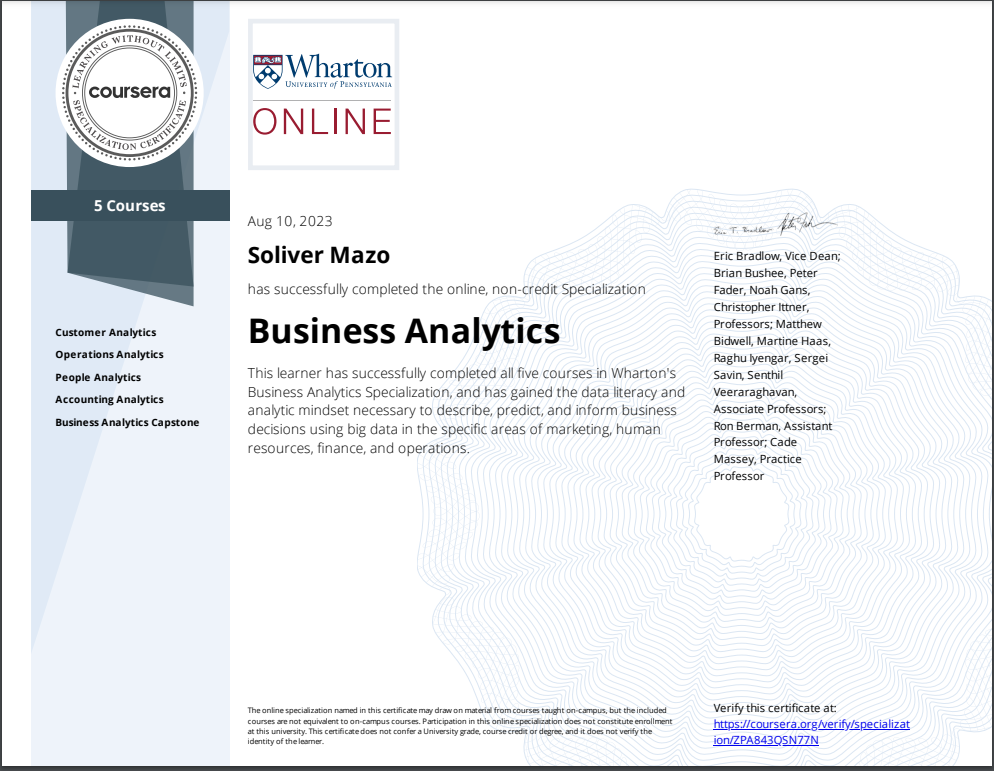 LEARNING WITHOUT LIMITS
coursera
SPECIALIZATION CERTIFICATE
5 Courses
Customer Analytics
Operations Analytics
People Analytics
Accounting Analytics
Business Analytics Capstone
Wharton
UNIVERSITY of PENNSYLVANIA
ONLINE
Aug 10, 2023
Soliver Mazo
has successfully completed the online, non-credit Specialization
Business Analytics
This learner has successfully completed all five courses in Wharton's
Business Analytics Specialization, and has gained the data literacy and
analytic mindset necessary to describe, predict, and inform business
decisions using big data in the specific areas of marketing, human
resources, finance, and operations.
Eric T. Bradlow
Eric Bradlow, Vice Dean;
Brian Bushee, Peter
Fader, Noah Gans,
Christopher Ittner,
Professors; Matthew
Bidwell, Martine Haas,
Raghu Iyengar, Sergei
Savin, Senthil
Veeraraghavan,
Associate Professors;
Ron Berman, Assistant
Professor; Cade
Massey, Practice
Professor
The online specialization named in this certificate may draw on material from courses taught on-campus, but the included
courses are not equivalent to on-campus courses. Participation in this online specialization does not constitute enrollment
at this university. This certificate does not confer a University grade, course credit or degree, and it does not verify the
identity of the learner.
Verify this certificate at:
https://coursera.org/verify/specializat
ion/ZPA843QSN77N